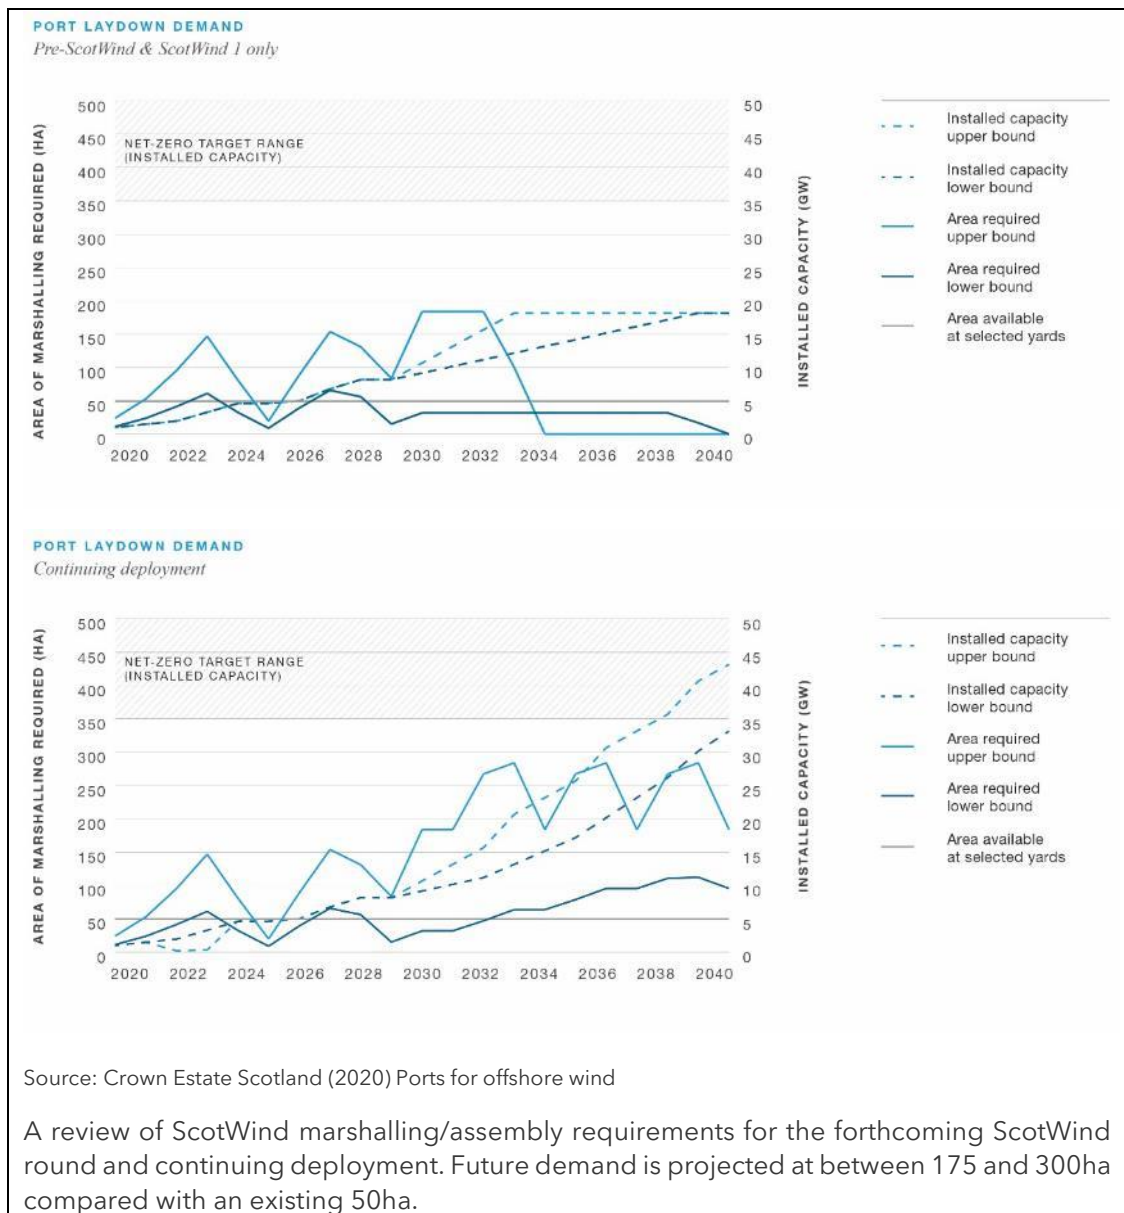 PORT LAYDOWN DEMAND
Pre-ScotWind & ScotWind 1 only
AREA OF MARSHALLING REQUIRED (HA)
500
450
400
350
300
250
200
150
100
50
0
NET-ZERO TARGET RANGE
(INSTALLED CAPACITY)
50
45
40
35
30
25
20
15
10
5
0
INSTALLED CAPACITY (GW)
2020 2022 2024 2026 2028 2030 2032 2034 2036 2038 2040
Installed capacity
upper bound
Installed capacity
lower bound
Area required
upper bound
Area required
lower bound
Area available
at selected yards
PORT LAYDOWN DEMAND
Continuing deployment
AREA OF MARSHALLING REQUIRED (HA)
500
450
400
350
300
250
200
150
100
50
0
NET-ZERO TARGET RANGE
(INSTALLED CAPACITY)
50
45
40
35
30
25
20
15
10
5
0
INSTALLED CAPACITY (GW)
2020 2022 2024 2026 2028 2030 2032 2034 2036 2038 2040
Installed capacity
upper bound
Installed capacity
lower bound
Area required
upper bound
Area required
lower bound
Area available
at selected yards
Source: Crown Estate Scotland (2020) Ports for offshore wind
A review of ScotWind marshalling/assembly requirements for the forthcoming ScotWind
round and continuing deployment. Future demand is projected at between 175 and 300ha
compared with an existing 50ha.